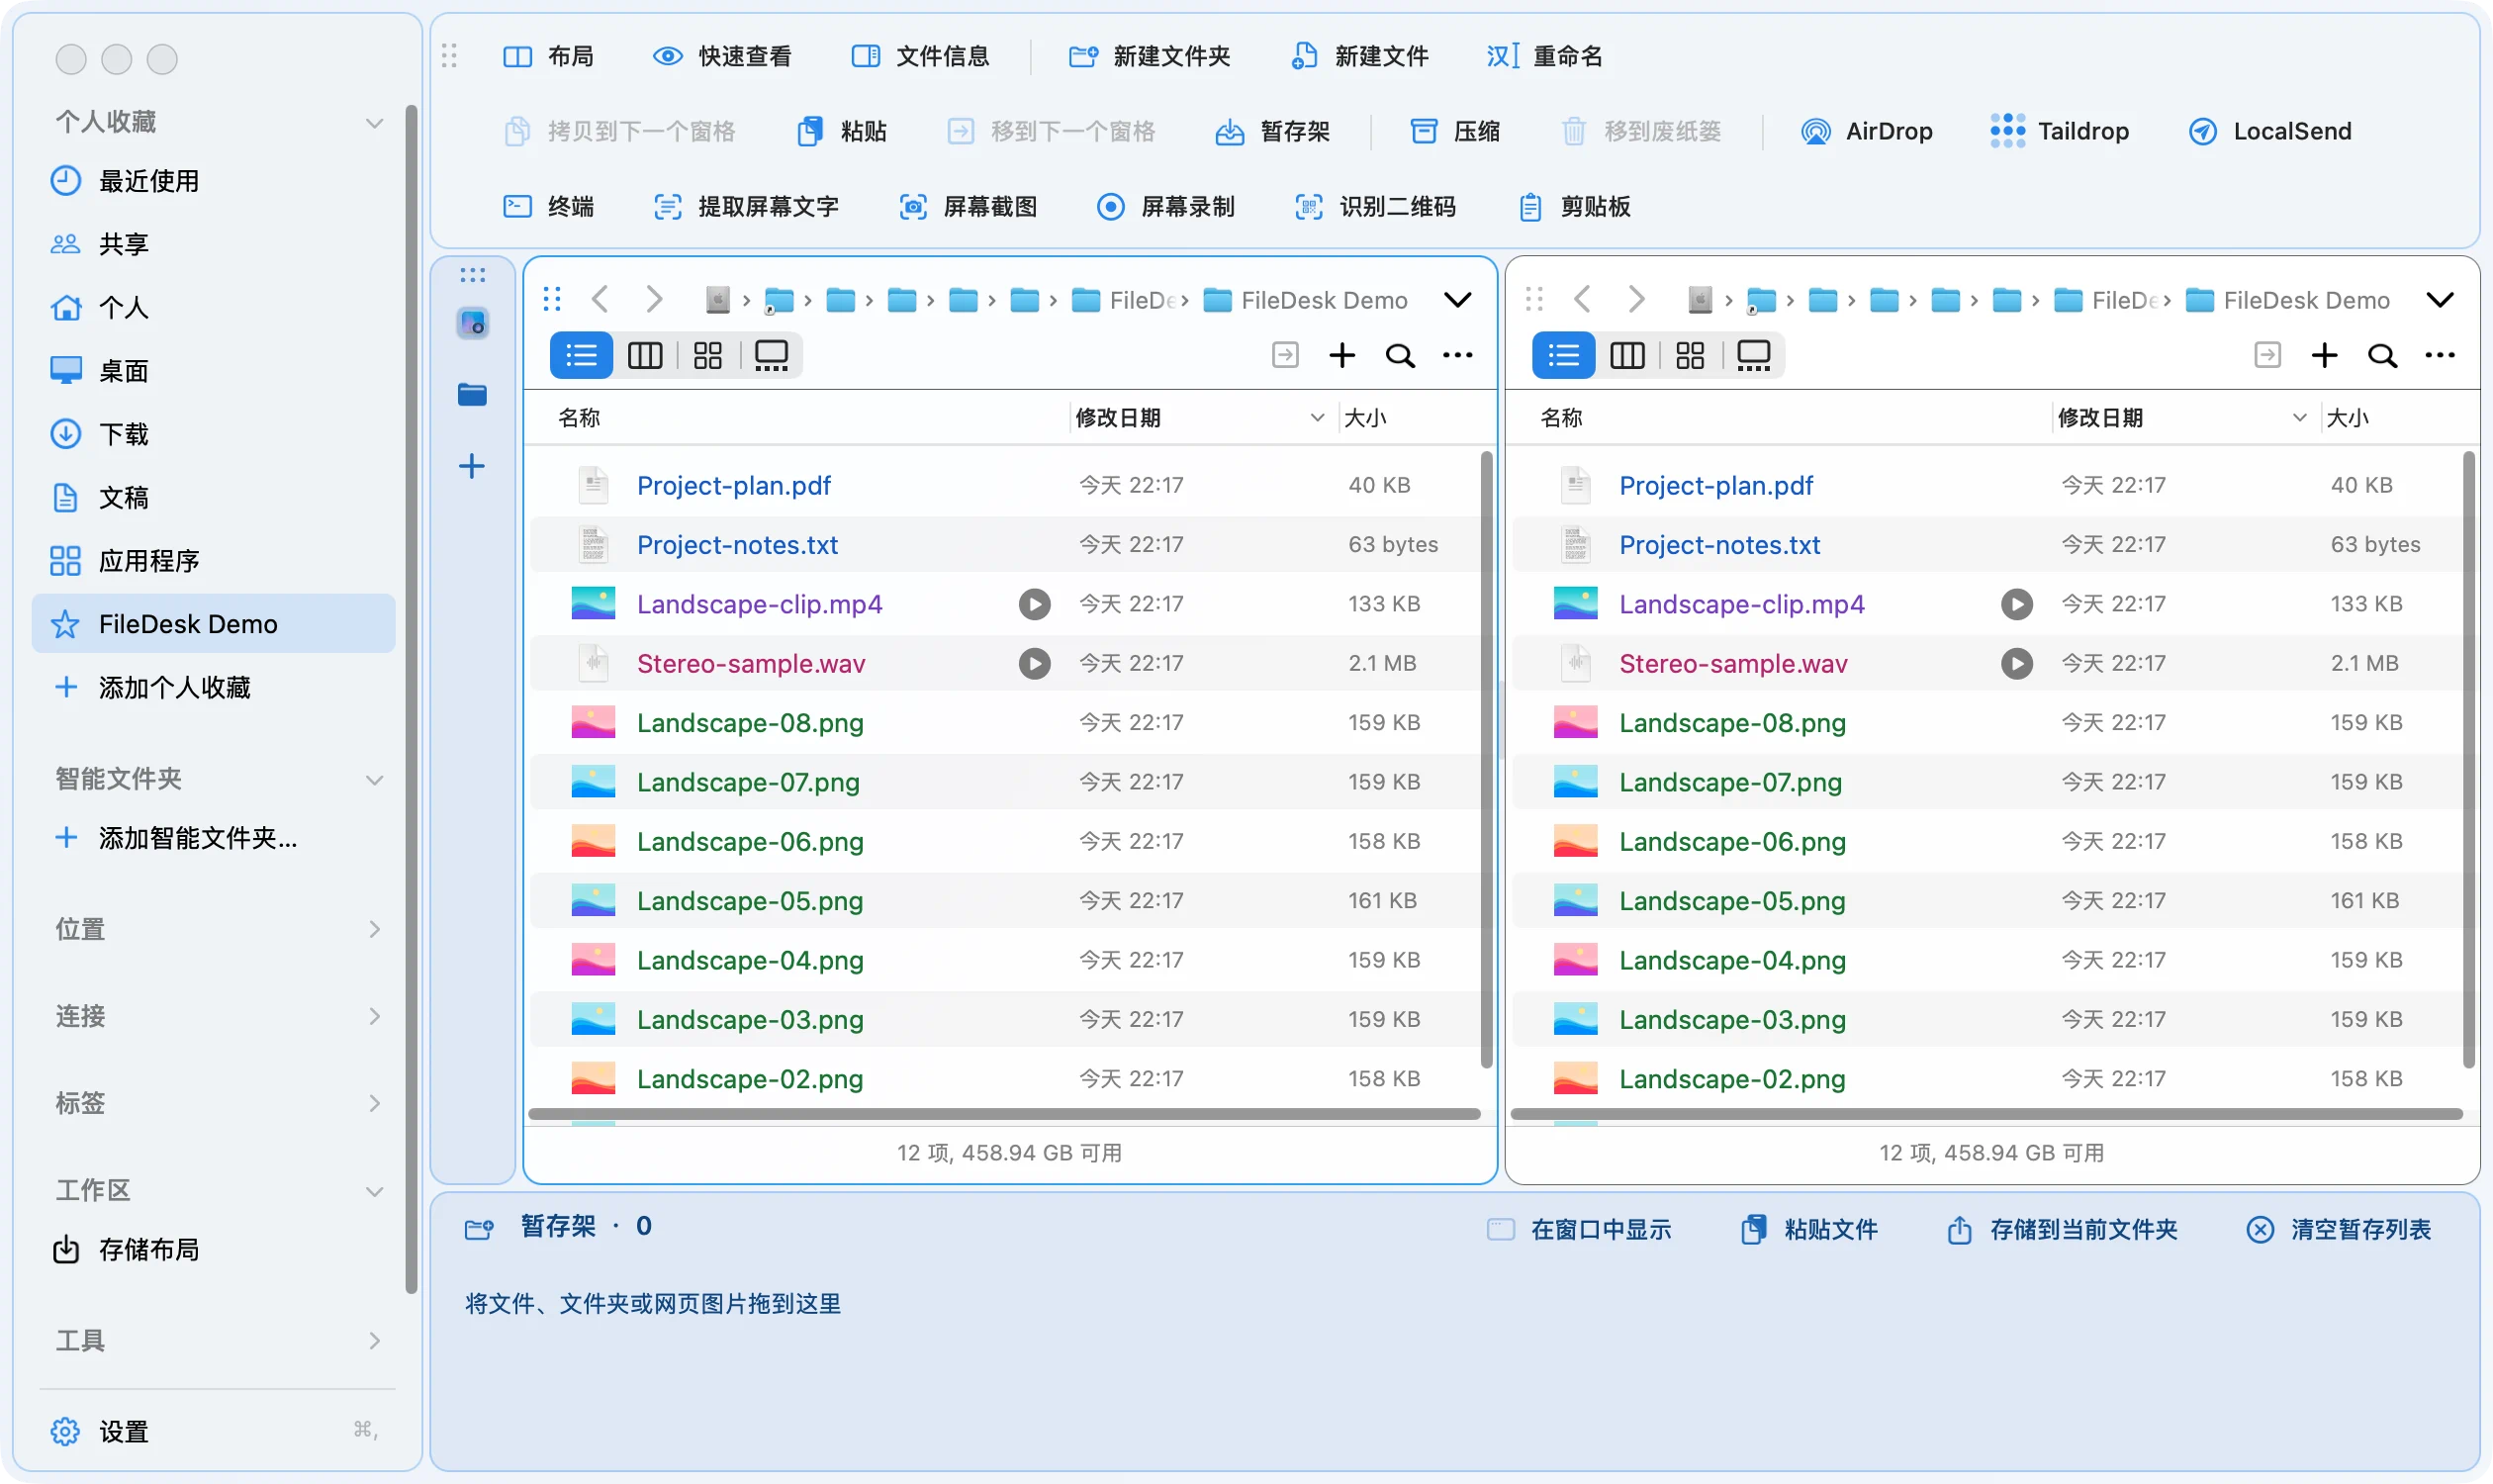 个人收藏
最近使用
共享
个人
桌面
下载
文稿
应用程序
FileDesk Demo
添加个人收藏
智能文件夹
添加智能文件夹...
位置
连接
标签
工作区
存储布局
工具
设置 ⌘,
布局 快速查看 文件信息 新建文件夹 新建文件 汉 重命名
拷贝到下一个窗格 粘贴 移到下一个窗格 暂存架 压缩 移到废纸篓 AirDrop Taildrop LocalSend
终端 提取屏幕文字 屏幕截图 屏幕录制 识别二维码 剪贴板
FileDe FileDesk Demo
名称 修改日期 大小
Project-plan.pdf 今天 22:17 40 KB
Project-notes.txt 今天 22:17 63 bytes
Landscape-clip.mp4 今天 22:17 133 KB
Stereo-sample.wav 今天 22:17 2.1 MB
Landscape-08.png 今天 22:17 159 KB
Landscape-07.png 今天 22:17 159 KB
Landscape-06.png 今天 22:17 158 KB
Landscape-05.png 今天 22:17 161 KB
Landscape-04.png 今天 22:17 159 KB
Landscape-03.png 今天 22:17 159 KB
Landscape-02.png 今天 22:17 158 KB
12 项, 458.94 GB 可用
FileDe FileDesk Demo
名称 修改日期 大小
Project-plan.pdf 今天 22:17 40 KB
Project-notes.txt 今天 22:17 63 bytes
Landscape-clip.mp4 今天 22:17 133 KB
Stereo-sample.wav 今天 22:17 2.1 MB
Landscape-08.png 今天 22:17 159 KB
Landscape-07.png 今天 22:17 159 KB
Landscape-06.png 今天 22:17 158 KB
Landscape-05.png 今天 22:17 161 KB
Landscape-04.png 今天 22:17 159 KB
Landscape-03.png 今天 22:17 159 KB
Landscape-02.png 今天 22:17 158 KB
12 项, 458.94 GB 可用
暂存架 · 0 在窗口中显示 粘贴文件 存储到当前文件夹 清空暂存列表
将文件、文件夹或网页图片拖到这里